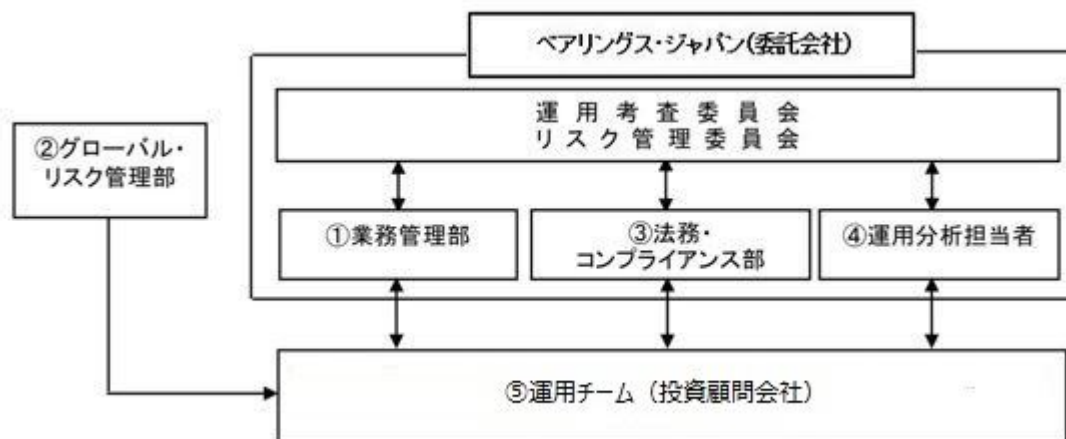 ベアリングス・ジャパン(委託会社)
運用考査委員会
リスク管理委員会
②グローバル・
リスク管理部
①業務管理部
③法務・
コンプライアンス部
④運用分析担当者
⑤運用チーム（投資顧問会社）